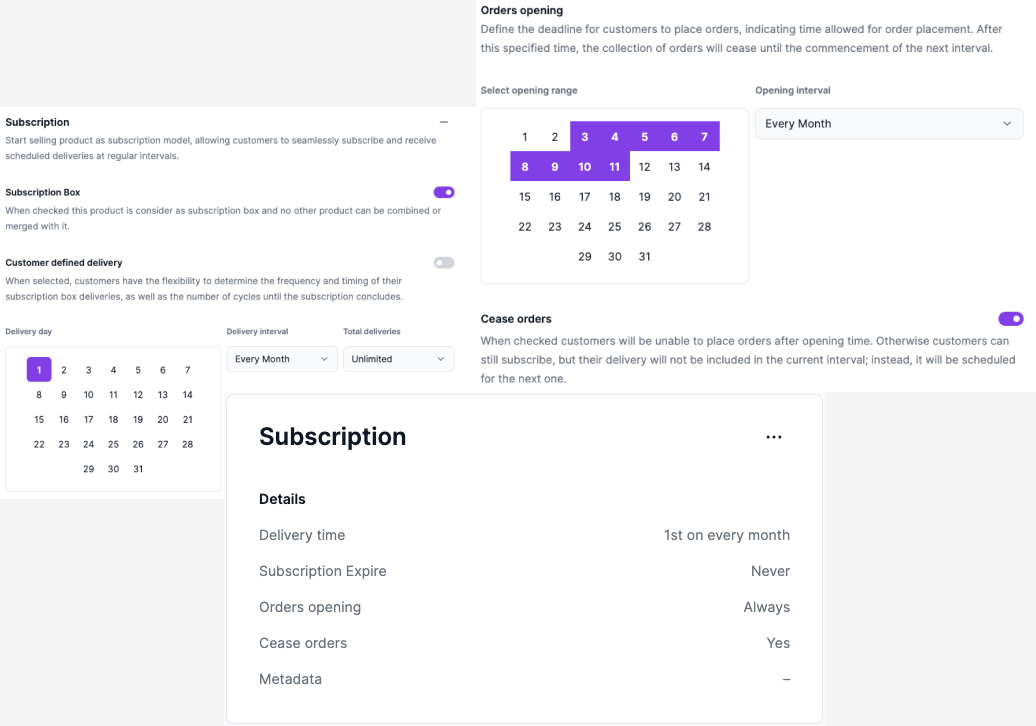 Orders opening
Define the deadline for customers to place orders, indicating time allowed for order placement. After
this specified time, the collection of orders will cease until the commencement of the next interval.
Select opening range
Opening interval
1 2 3 4 5 6 7
8 9 10 11 12 13 14
15 16 17 18 19 20 21
22 23 24 25 26 27 28
29 30 31
Every Month
Cease orders
When checked customers will be unable to place orders after opening time. Otherwise customers can
still subscribe, but their delivery will not be included in the current interval; instead, it will be scheduled
for the next one.
Subscription
Start selling product as subscription model, allowing customers to seamlessly subscribe and receive
scheduled deliveries at regular intervals.
Subscription Box
When checked this product is consider as subscription box and no other product can be combined or
merged with it.
Customer defined delivery
When selected, customers have the flexibility to determine the frequency and timing of their
subscription box deliveries, as well as the number of cycles until the subscription concludes.
Delivery day
Delivery interval
Total deliveries
1 2 3 4 5 6 7
8 9 10 11 12 13 14
15 16 17 18 19 20 21
22 23 24 25 26 27 28
29 30 31
Every Month
Unlimited
Subscription
Details
Delivery time 1st on every month
Subscription Expire Never
Orders opening Always
Cease orders Yes
Metadata –